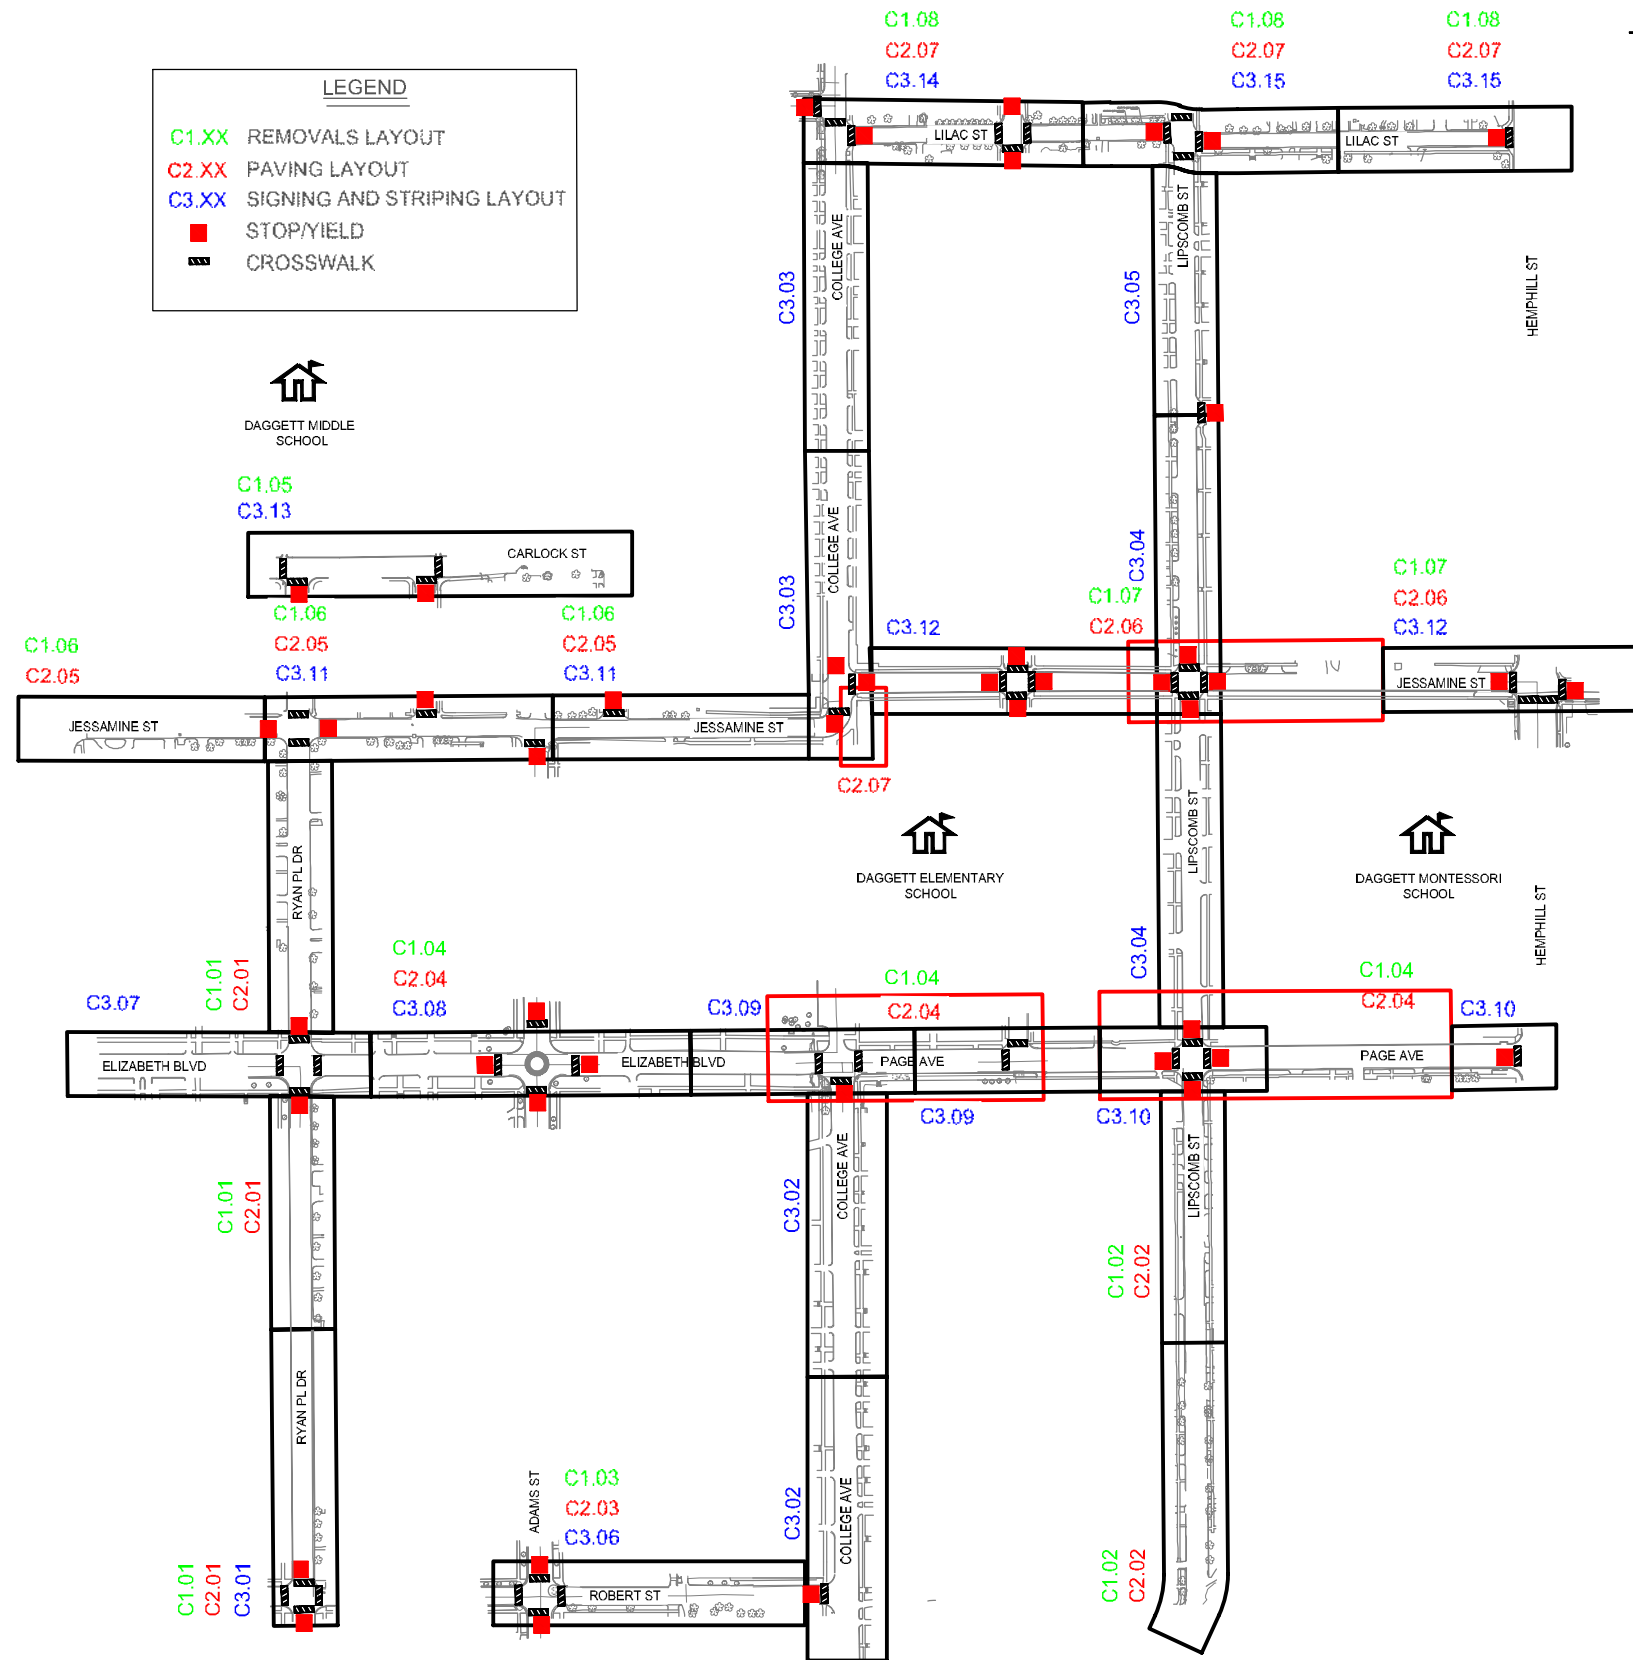 C1.08
C2.07
C3.14
C1.08
C2.07
C3.15
C1.08
C2.07
C3.15
LEGEND
C1.XX REMOVALS LAYOUT
C2.XX PAVING LAYOUT
C3.XX SIGNING AND STRIPING LAYOUT
STOP/YIELD
CROSSWALK
LILAC ST
LILAC ST
COLLEGE AVE
LIPSCOMB ST
C3.03
C3.05
HEMPHILL ST
DAGGETT MIDDLE
SCHOOL
C1.05
C3.13
CARLOCK ST
COLLEGE AVE
C3.03
C3.04
C1.07
C2.06
C1.07
C2.06
C3.12
C3.12
C1.06
C2.05
C1.06
C2.05
C3.11
C1.06
C2.05
C3.11
JESSAMINE ST
JESSAMINE ST
JESSAMINE ST
C2.07
LIPSCOMB ST
RYAN PL DR
DAGGETT ELEMENTARY
SCHOOL
DAGGETT MONTESSORI
SCHOOL
HEMPHILL ST
C3.04
C3.07
C1.01
C2.01
C1.04
C2.04
C3.08
C3.09
C1.04
C2.04
C1.04
C2.04
C3.10
ELIZABETH BLVD
ELIZABETH BLVD
PAGE AVE
PAGE AVE
C3.09
C3.10
COLLEGE AVE
LIPSCOMB ST
C1.01
C2.01
C3.02
C1.02
C2.02
RYAN PL DR
ADAMS ST
C1.03
C2.03
C3.06
C3.02
COLLEGE AVE
ROBERT ST
C1.01
C2.01
C3.01
C1.02
C2.02